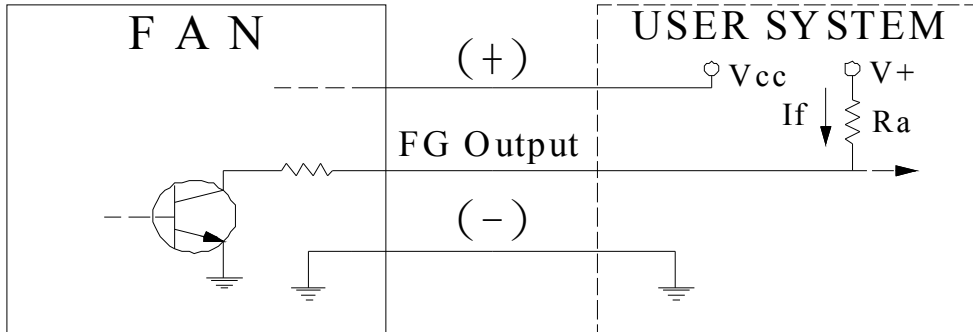 F A N
USER SYSTEM
(+)
Vcc
V+
If
Ra
FG Output
(-)